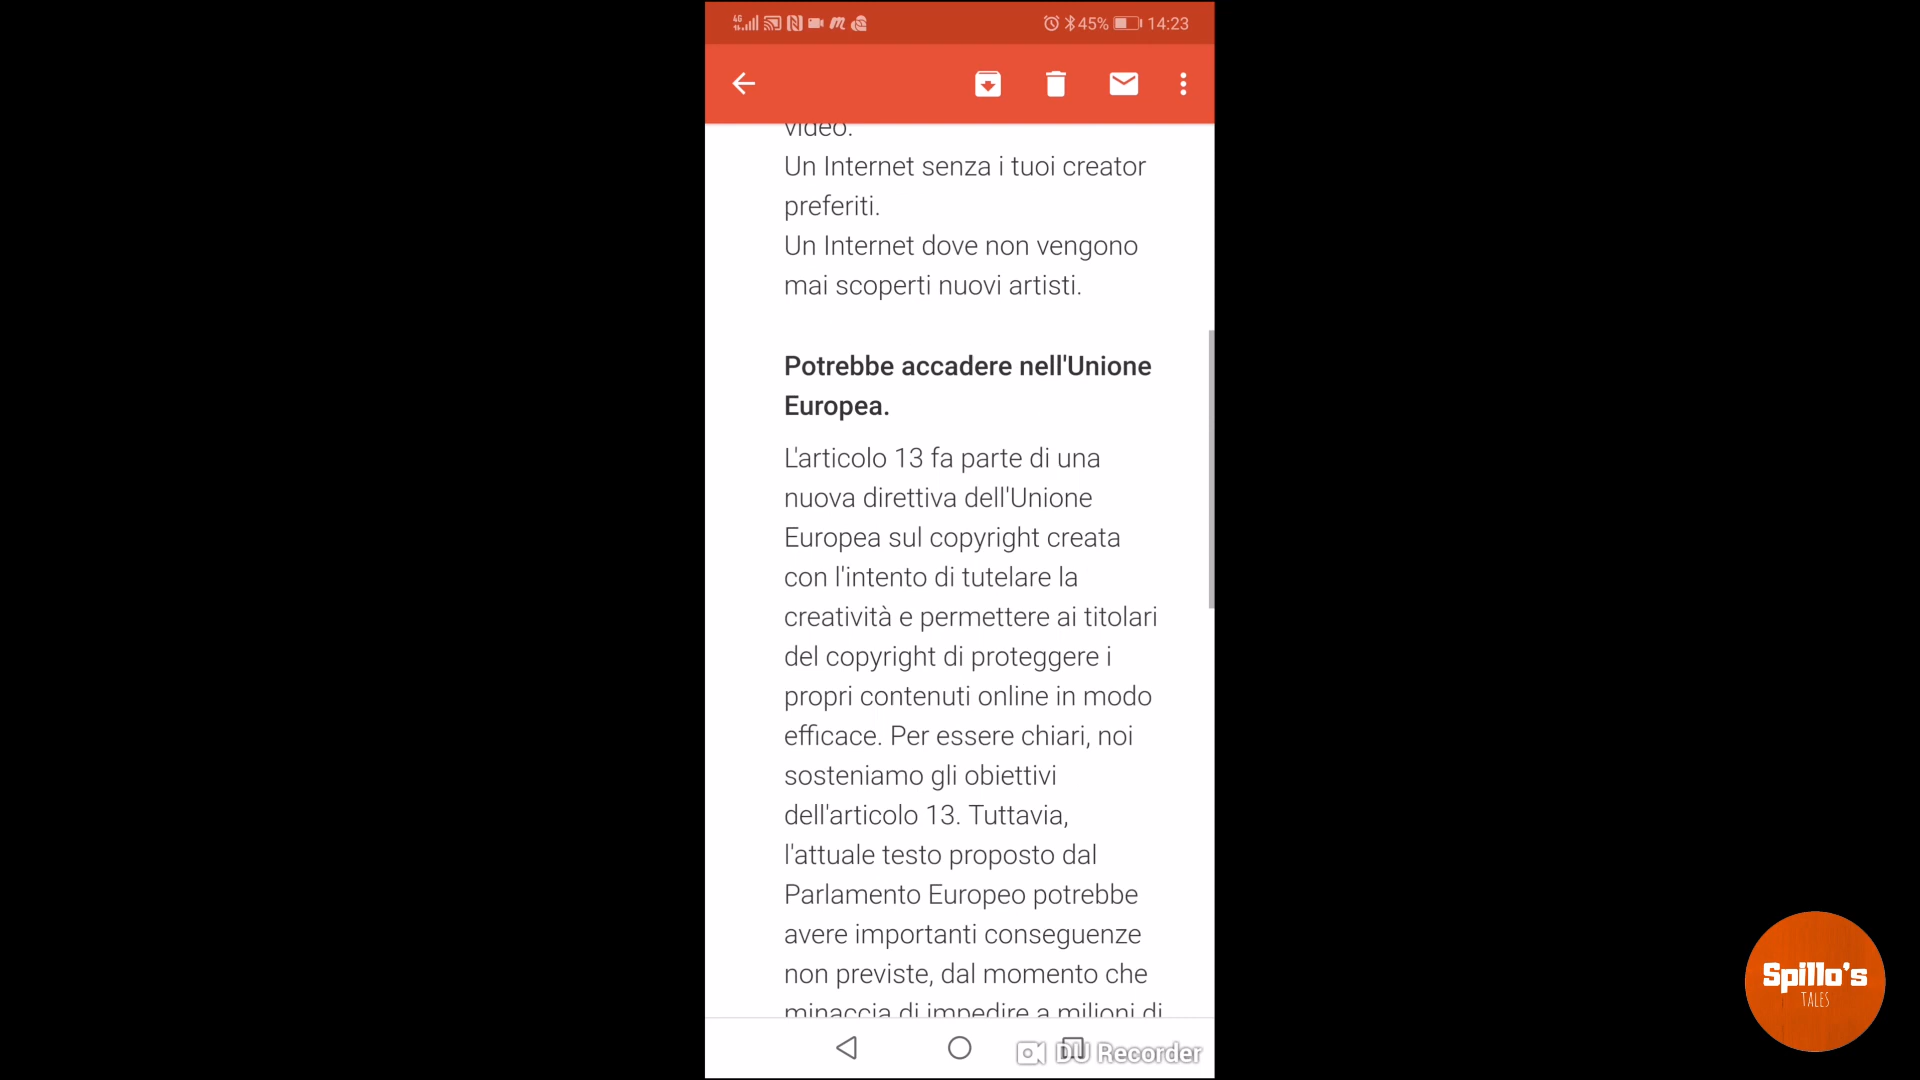 4G 45% 14:23
video.
Un Internet senza i tuoi creator
preferiti.
Un Internet dove non vengono
mai scoperti nuovi artisti.
Potrebbe accadere nell'Unione
Europea.
L'articolo 13 fa parte di una
nuova direttiva dell'Unione
Europea sul copyright creata
con l'intento di tutelare la
creatività e permettere ai titolari
del copyright di proteggere i
propri contenuti online in modo
efficace. Per essere chiari, noi
sosteniamo gli obiettivi
dell'articolo 13. Tuttavia,
l'attuale testo proposto dal
Parlamento Europeo potrebbe
avere importanti conseguenze
non previste, dal momento che
minaccia di impedire a milioni di
DU Recorder
Spillo's
TALES